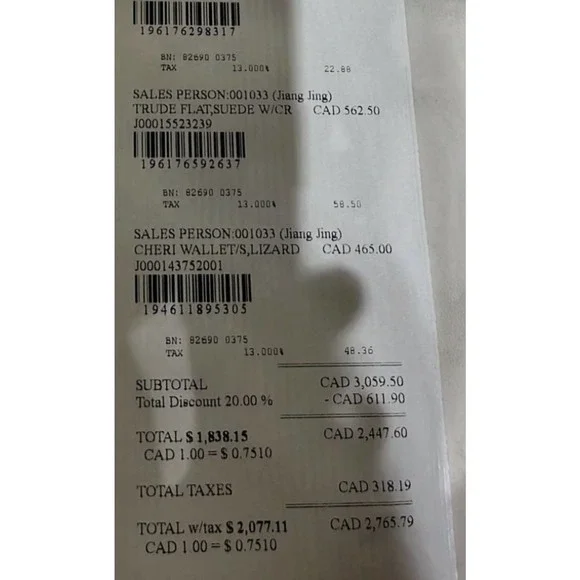 196176298317
BN: 82690 0375
TAX 13.000% 22.88
SALES PERSON:001033 (Jiang Jing)
TRUDE FLAT,SUEDE W/CR CAD 562.50
J00015523239
196176592637
BN: 82690 0375
TAX 13.000% 58.50
SALES PERSON:001033 (Jiang Jing)
CHERI WALLET/S,LIZARD CAD 465.00
J000143752001
194611895305
BN: 82690 0375
TAX 13.000% 48.36
SUBTOTAL CAD 3,059.50
Total Discount 20.00 % - CAD 611.90
TOTAL $ 1,838.15 CAD 2,447.60
CAD 1.00 = $ 0.7510
TOTAL TAXES CAD 318.19
TOTAL w/tax $ 2,077.11 CAD 2,765.79
CAD 1.00 = $ 0.7510